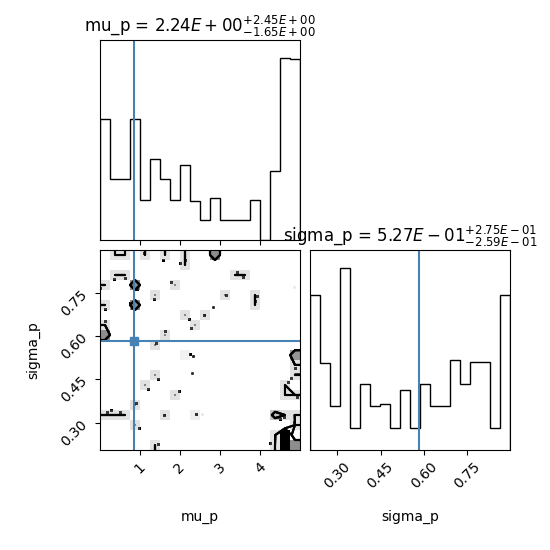 mu_p = 2.24E + 00+2.45E+00−1.65E+00
sigma_p = 5.27E − 01+2.75E−01−2.59E−01
sigma_p
0.75
0.60
0.45
0.30
1 2 3 4
0.30 0.45 0.60 0.75
mu_p sigma_p